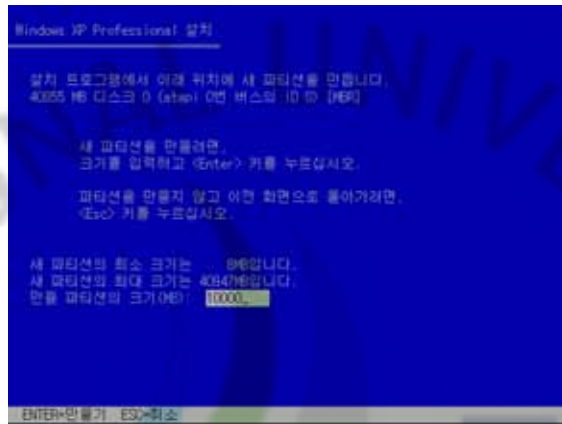 Windows XP Professional 설치
설치 프로그램에서 아래 위치에 새 파티션을 만듭니다.
40955 MB 디스크 0 (atapi 0번 버스의 ID 0) [MBR]
새 파티션을 만들려면,
크기를 입력하고 <Enter> 키를 누르십시오.
파티션을 만들지 않고 이전 화면으로 돌아가려면,
<Esc> 키를 누르십시오.
새 파티션의 최소 크기는 8MB입니다.
새 파티션의 최대 크기는 40947MB입니다.
만들 파티션의 크기(MB): 10000_
ENTER=만들기 ESC=취소